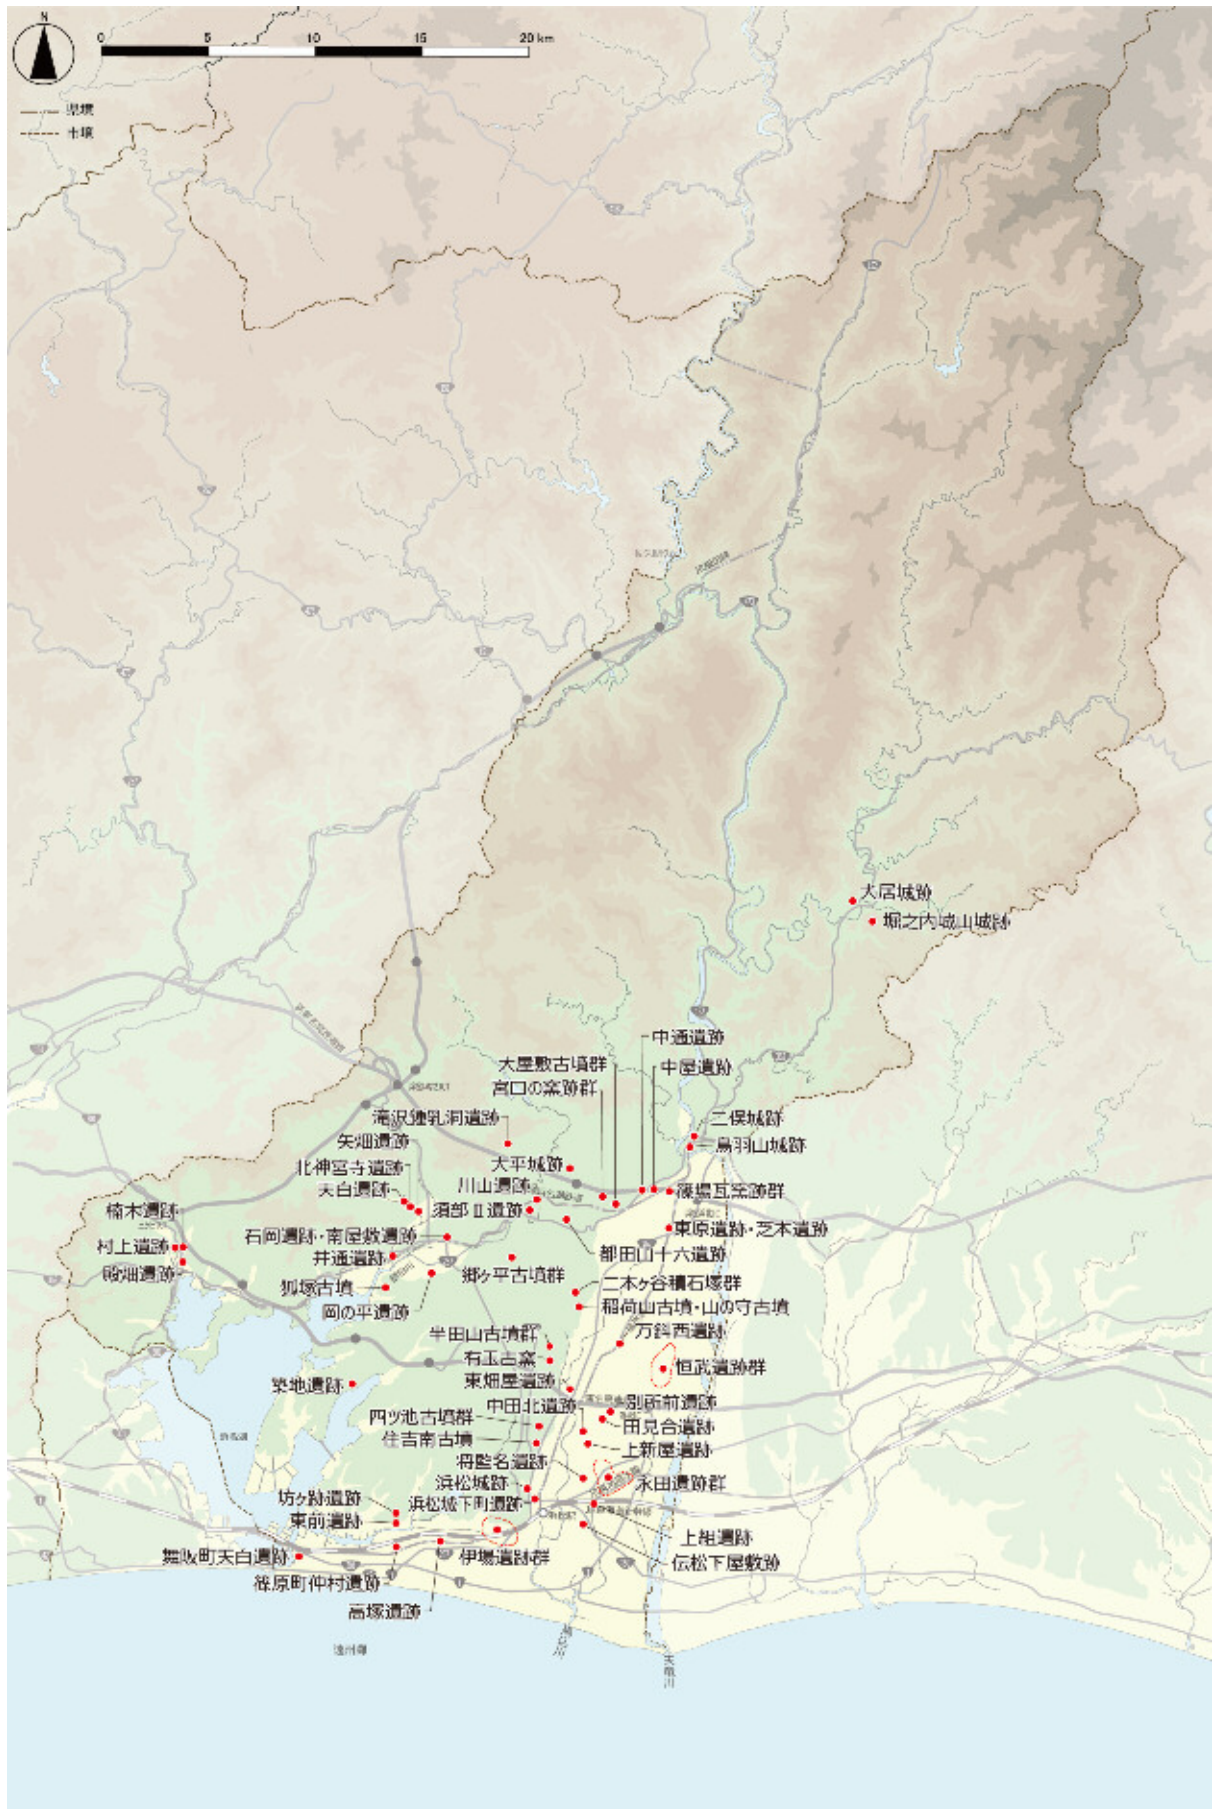 N
0 5 10 15 20 km
県境
市境
犬居城跡
堀之内城山城跡
中通遺跡
大屋敷古墳群
中屋遺跡
宮口の窯跡群
滝沢鍾乳洞遺跡
二俣城跡
矢畑遺跡
鳥羽山城跡
北神宮寺遺跡
大平城跡
天白遺跡
川山遺跡
篠場瓦窯跡群
楠木遺跡
須部Ⅱ遺跡
石岡遺跡・南屋敷遺跡
東原遺跡・芝本遺跡
村上遺跡
井通遺跡
都田山十六遺跡
殿畑遺跡
郷ヶ平古墳群
狐塚古墳
二本ヶ谷積石塚群
岡の平遺跡
稲荷山古墳・山の守古墳
半田山古墳群
万斛西遺跡
有玉古窯
恒武遺跡群
築地遺跡
東畑屋遺跡
中田北遺跡
別所前遺跡
四ツ池古墳群
田見合遺跡
住吉南古墳
上新屋遺跡
将監名遺跡
浜松城跡
永田遺跡群
坊ヶ跡遺跡
浜松城下町遺跡
東前遺跡
上組遺跡
舞阪町天白遺跡
伊場遺跡群
伝松下屋敷跡
篠原町仲村遺跡
高塚遺跡
遠州灘
天竜川